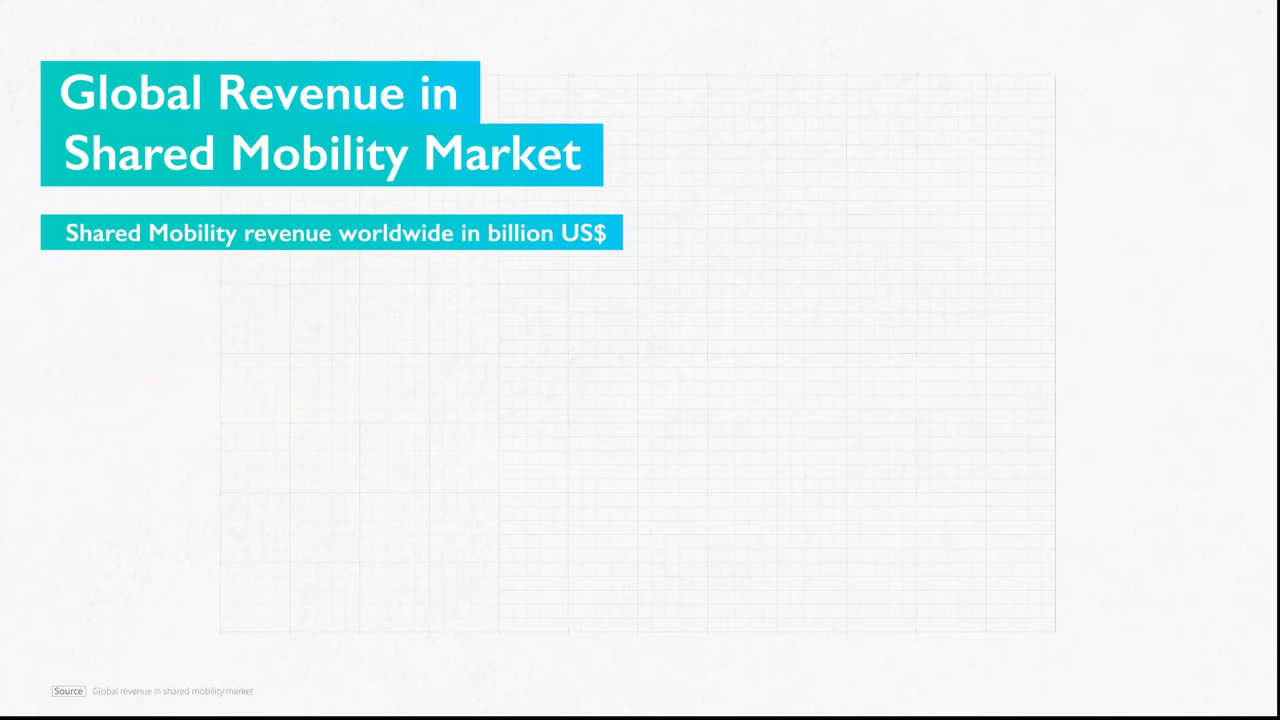 Global Revenue in
Shared Mobility Market
Shared Mobility revenue worldwide in billion US$
Source Global revenue in shared mobility market